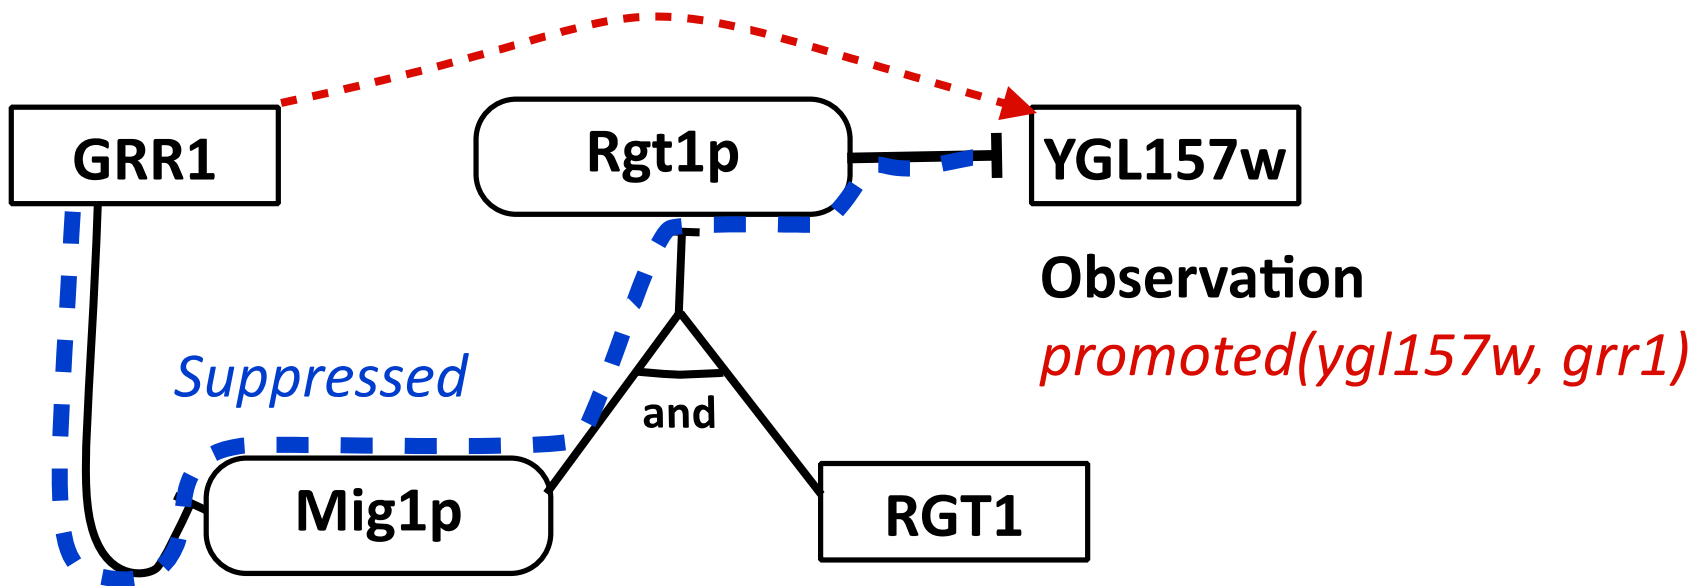 GRR1
Rgt1p
YGL157w
Observation
promoted(ygl157w, grr1)
Suppressed
and
Mig1p
RGT1